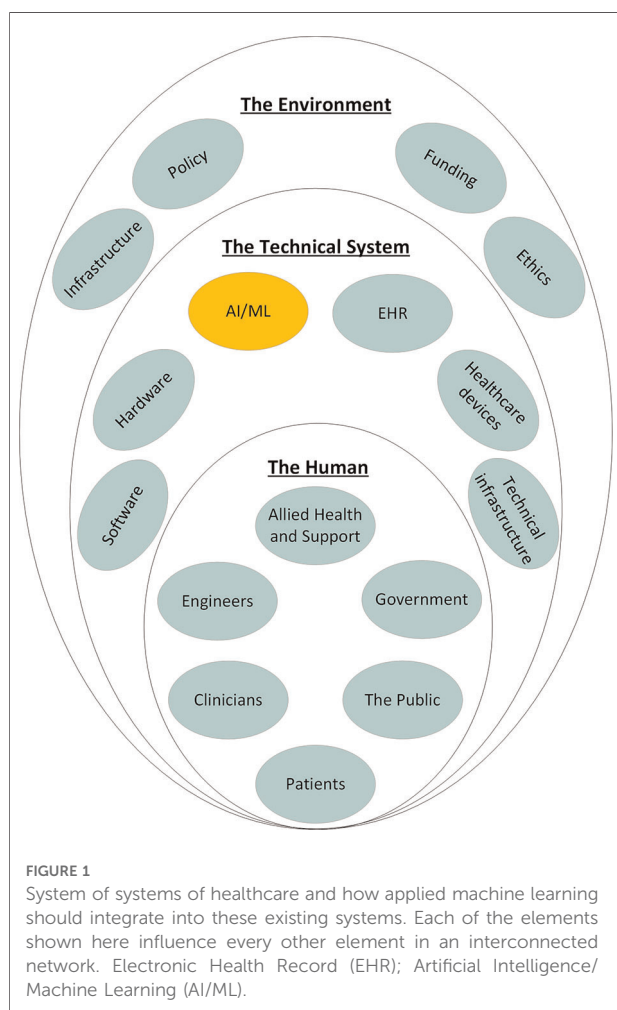 The Environment
Policy
Funding
Infrastructure
Ethics
The Technical System
AI/ML
EHR
Hardware
Healthcare
devices
Software
Technical
infrastructure
The Human
Allied Health
and Support
Engineers
Government
Clinicians
The Public
Patients
FIGURE 1
System of systems of healthcare and how applied machine learning
should integrate into these existing systems. Each of the elements
shown here influence every other element in an interconnected
network. Electronic Health Record (EHR); Artificial Intelligence/
Machine Learning (AI/ML).